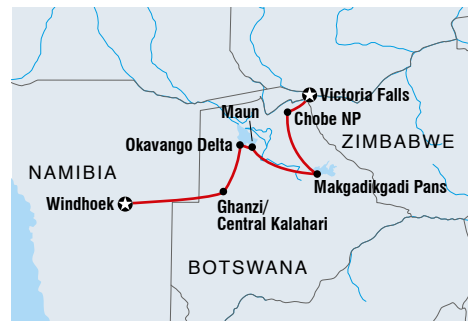 Victoria Falls
Maun
Chobe NP
Okavango Delta
ZIMBABWE
NAMIBIA
Makgadikgadi Pans
Windhoek
Ghanzi/
Central Kalahari
BOTSWANA